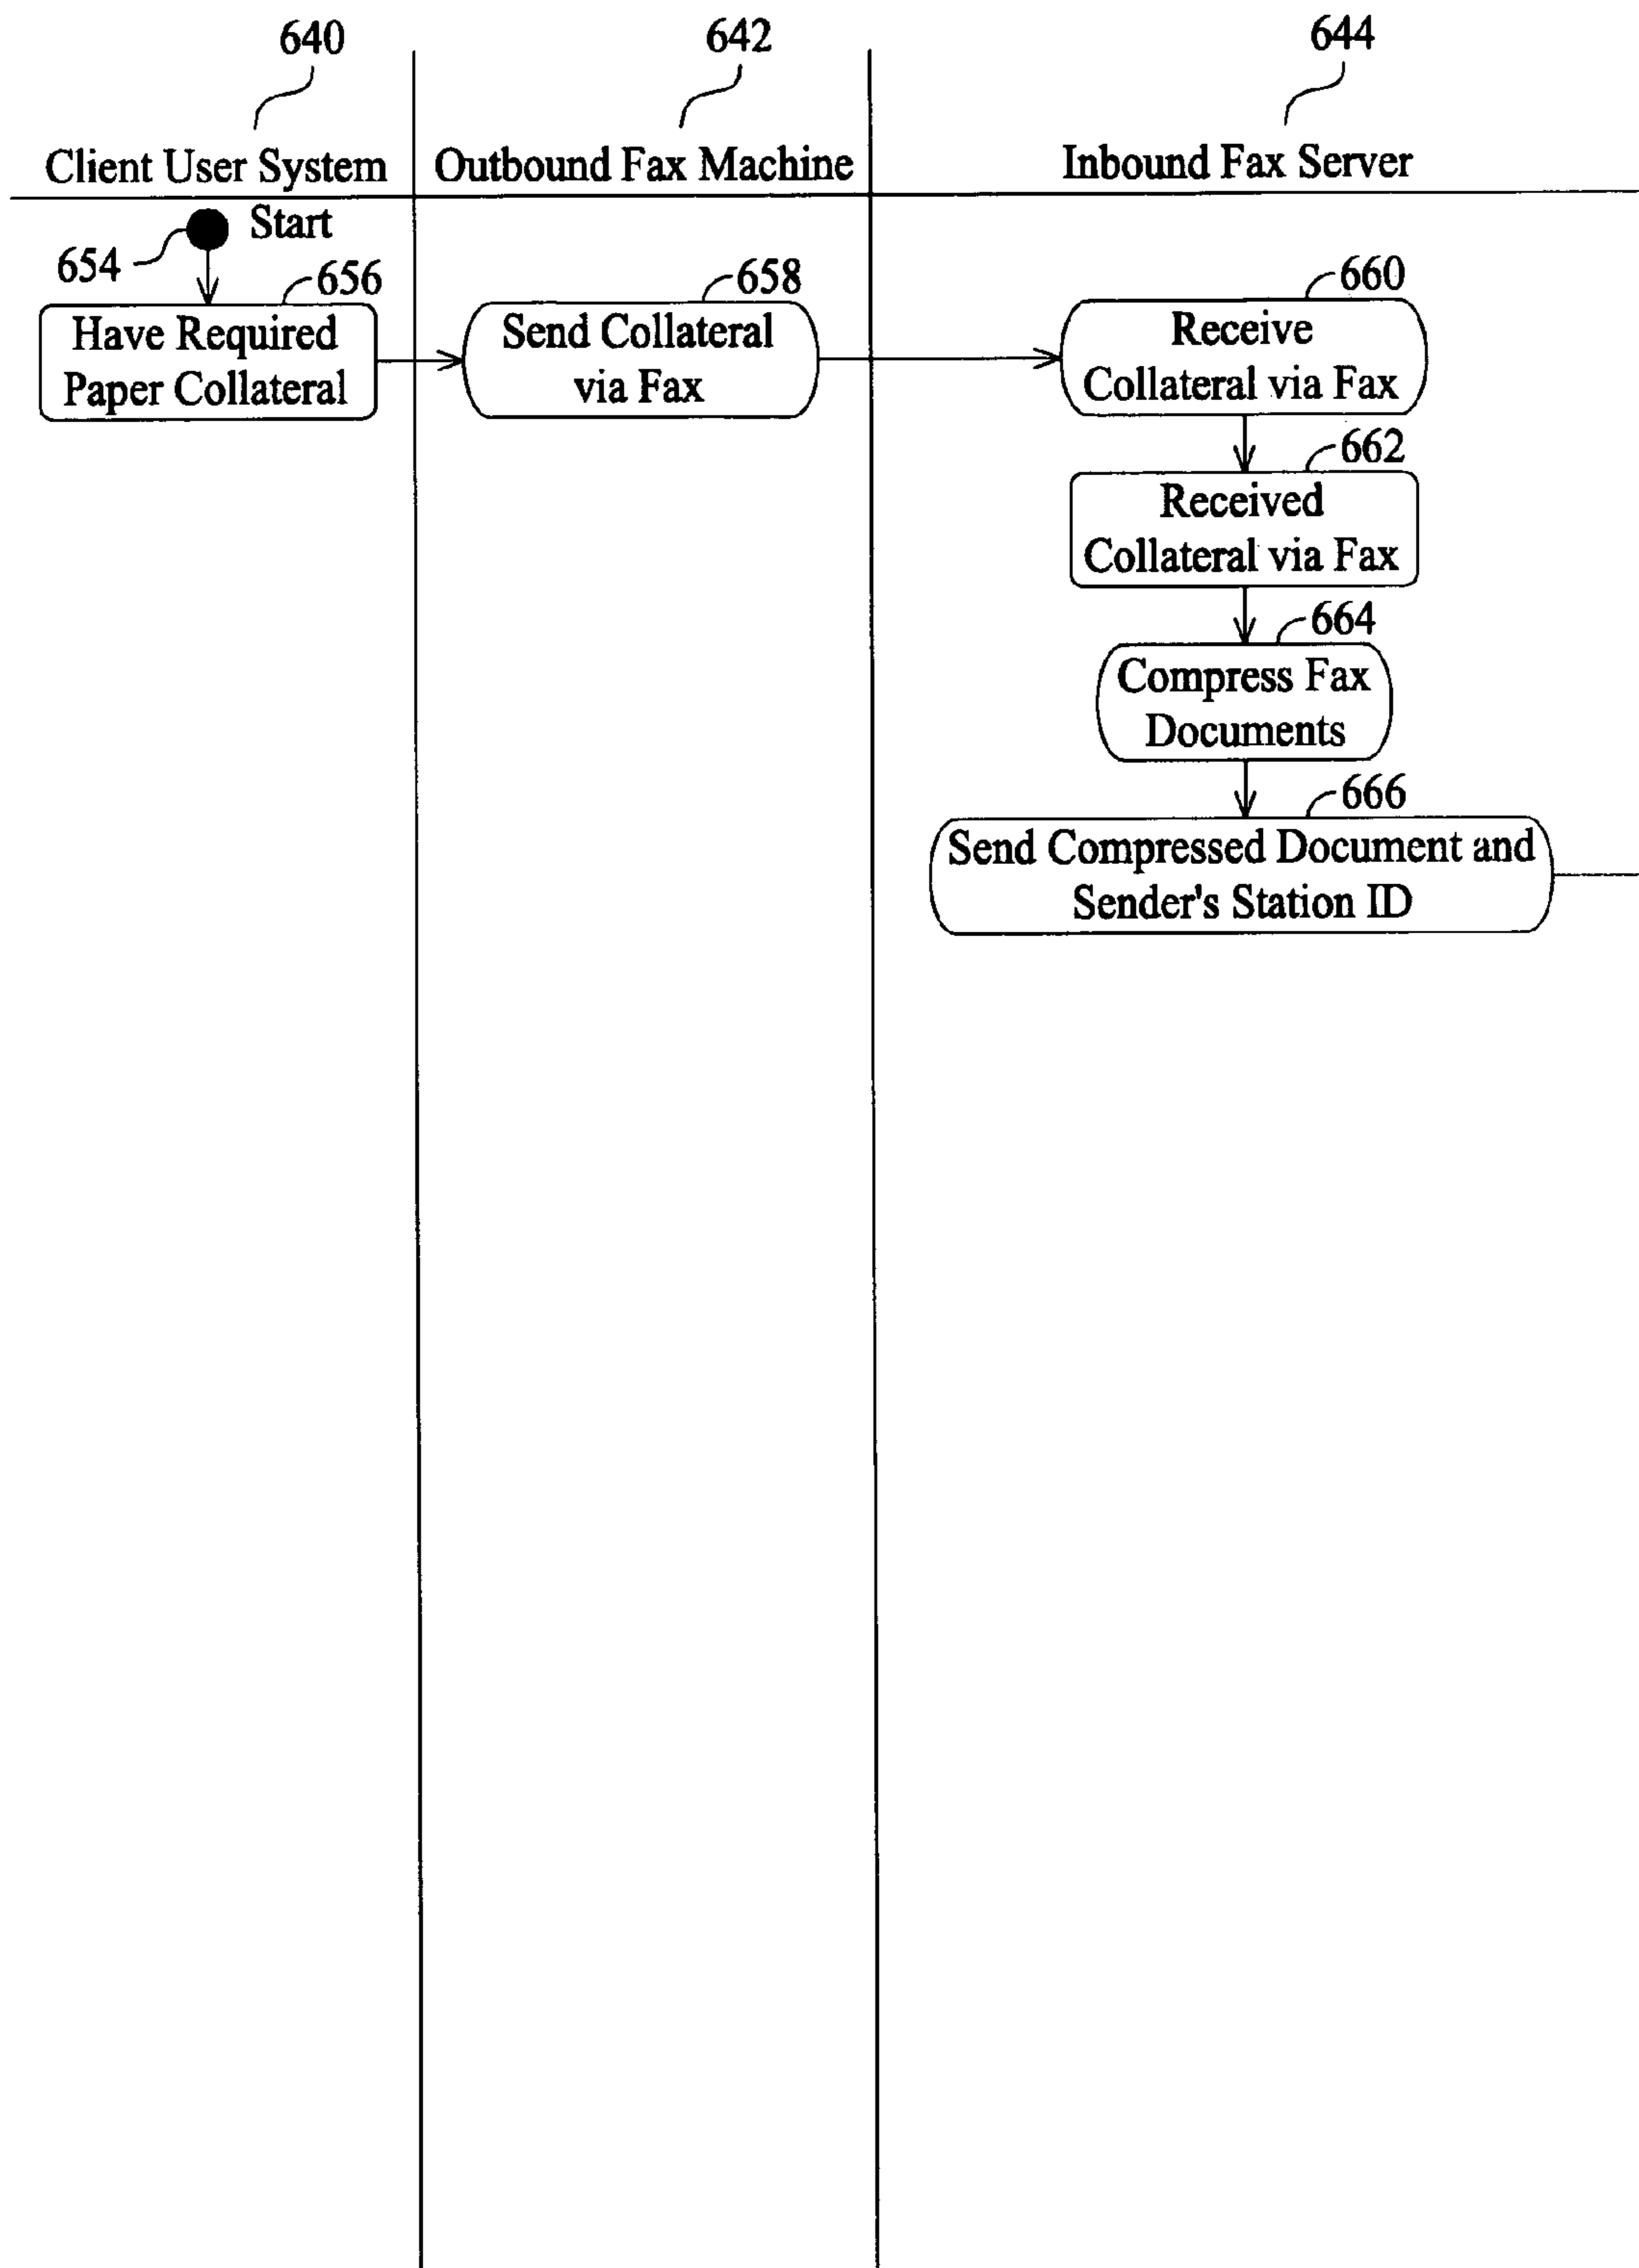 640
642
644
Client User System
Outbound Fax Machine
Inbound Fax Server
Start
654
656
Have Required
Paper Collateral
658
Send Collateral
via Fax
660
Receive
Collateral via Fax
662
Received
Collateral via Fax
664
Compress Fax
Documents
666
Send Compressed Document and
Sender's Station ID